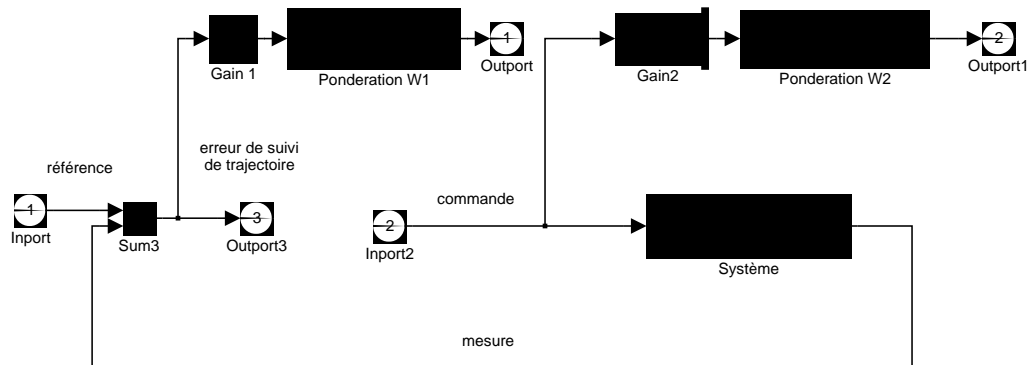 1
2
Gain 1
Ponderation W1
Outport
Gain2
Ponderation W2
Outport1
erreur de suivi
de trajectoire
référence
commande
1
3
2
Inport
Sum3
Outport3
Inport2
Système
mesure